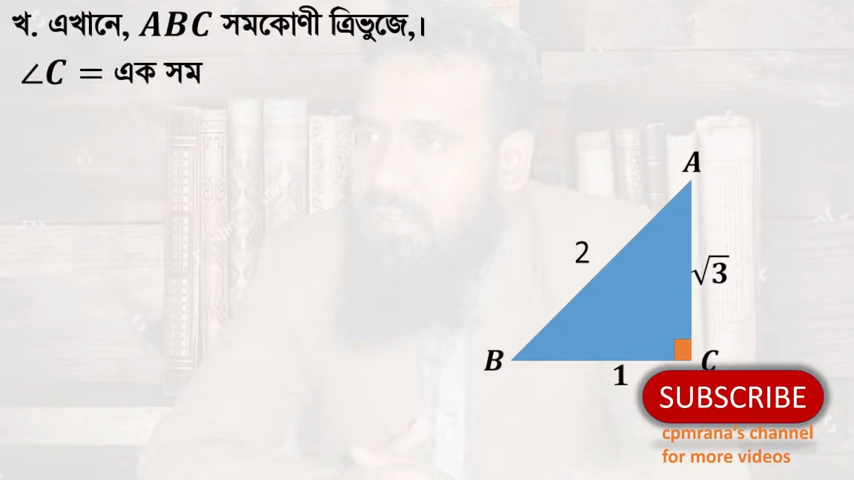 খ. এখানে, ABC সমকোণী ত্রিভুজে,।
∠C = এক সম
A
2
√3
B
C
1
SUBSCRIBE
cpmrana's channel
for more videos